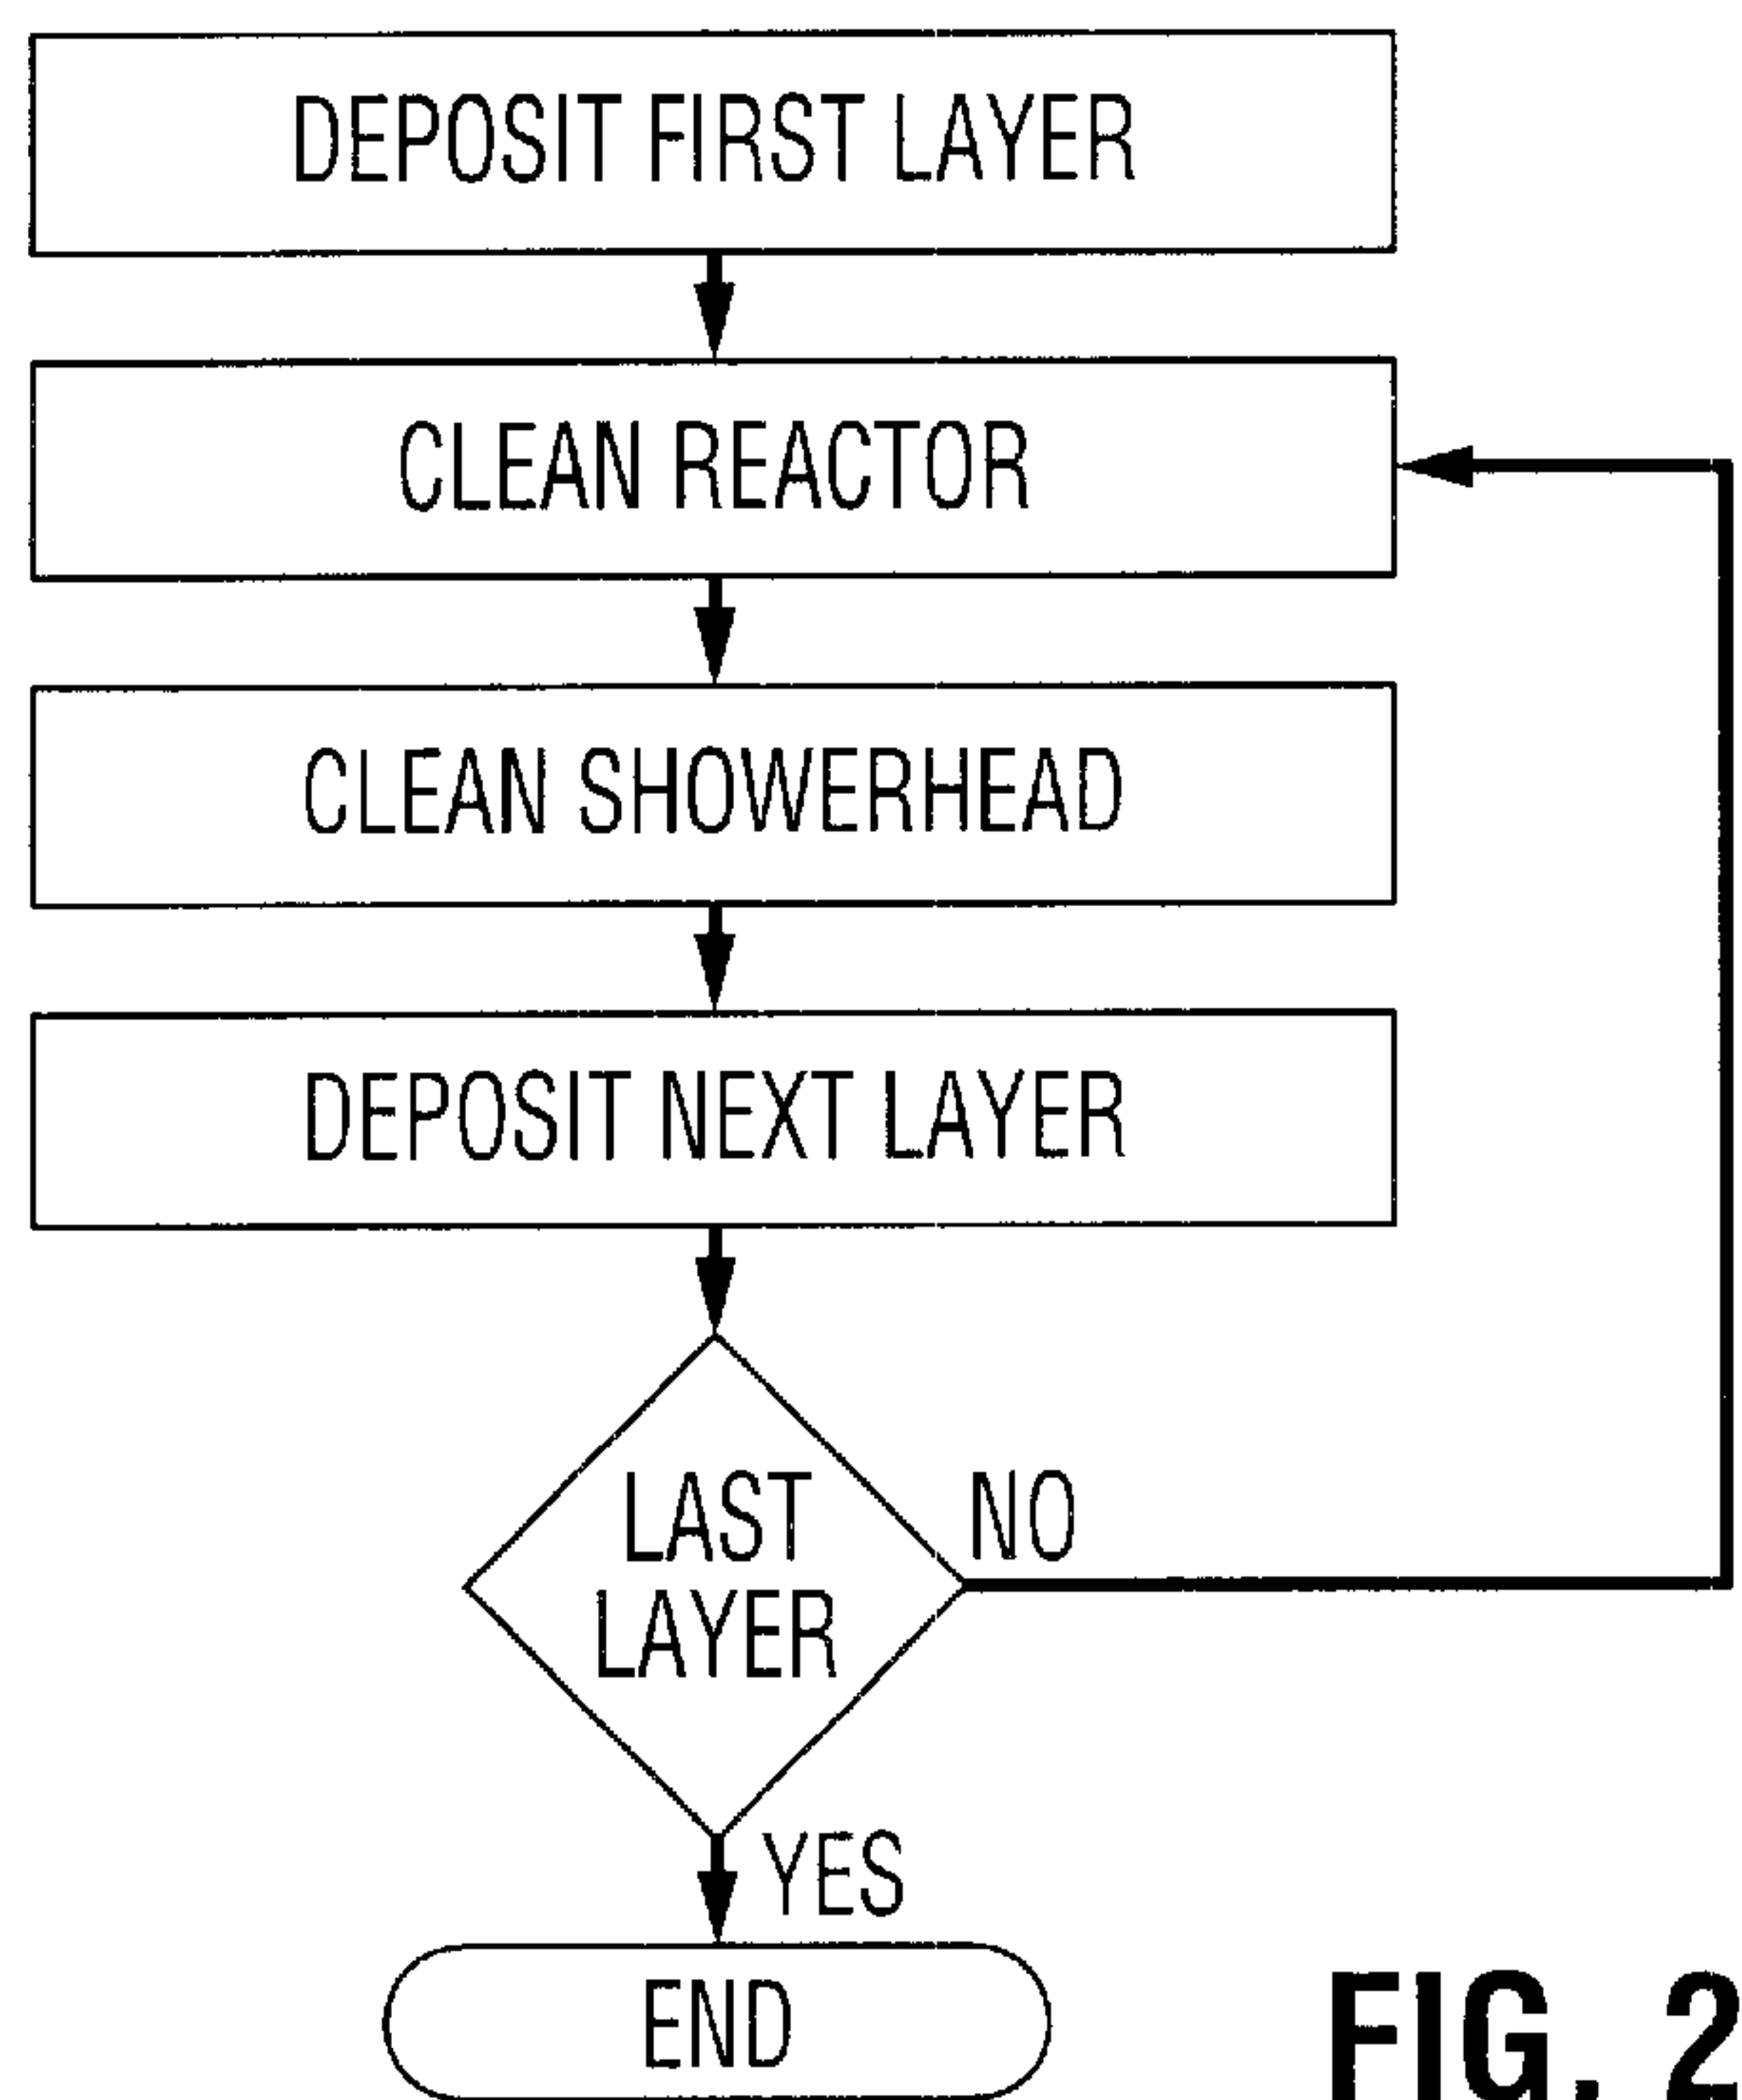 DEPOSIT FIRST LAYER
CLEAN REACTOR
CLEAN SHOWERHEAD
DEPOSIT NEXT LAYER
LAST
LAYER
NO
YES
END
FIG. 2